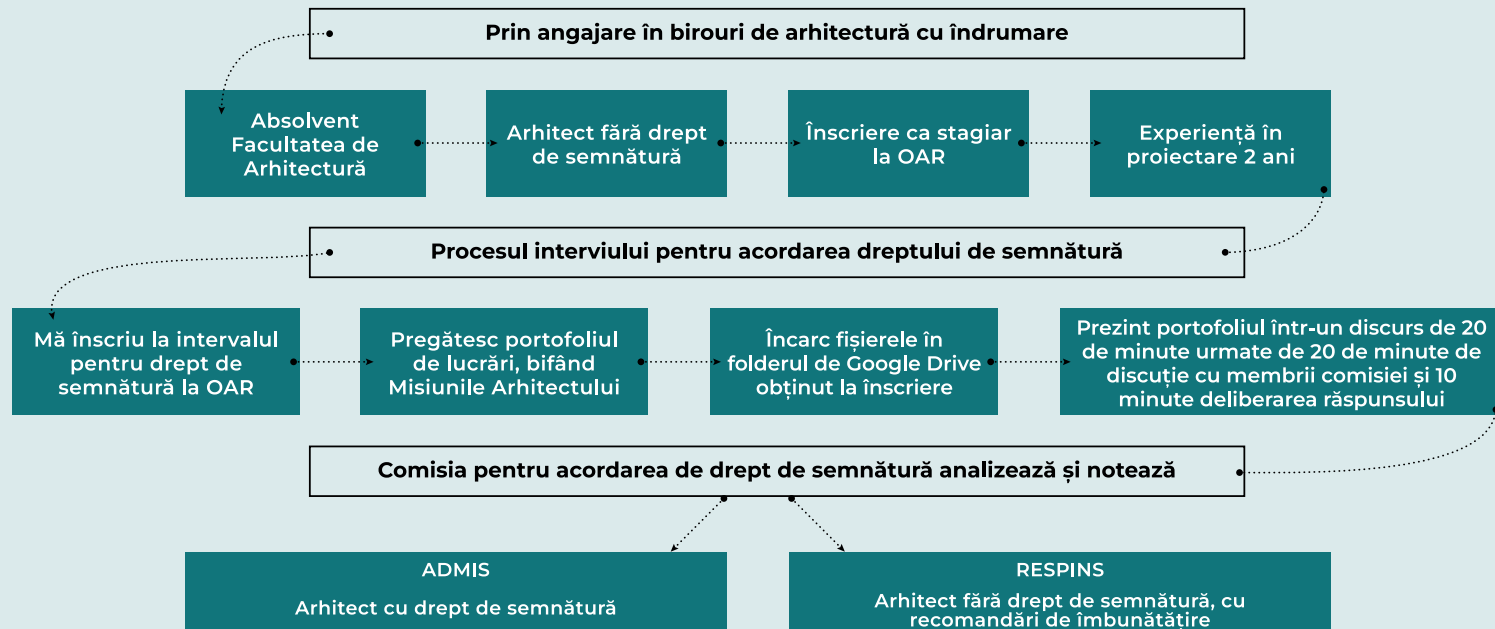 Prin angajare în birouri de arhitectură cu îndrumare
Absolvent
Facultatea de
Arhitectură
Arhitect fără drept
de semnătură
Înscriere ca stagiar
la OAR
Experiență în
proiectare 2 ani
Procesul interviului pentru acordarea dreptului de semnătură
Mă înscriu la intervalul
pentru drept de
semnătură la OAR
Pregătesc portofoliul
de lucrări, bifând
Misiunile Arhitectului
Încarc fișierele în
folderul de Google Drive
obținut la înscriere
Prezint portofoliul într-un discurs de 20
de minute urmate de 20 de minute de
discuție cu membrii comisiei și 10
minute deliberarea răspunsului
Comisia pentru acordarea de drept de semnătură analizează și notează
ADMIS
Arhitect cu drept de semnătură
RESPINS
Arhitect fără drept de semnătură, cu
recomandări de îmbunătățire